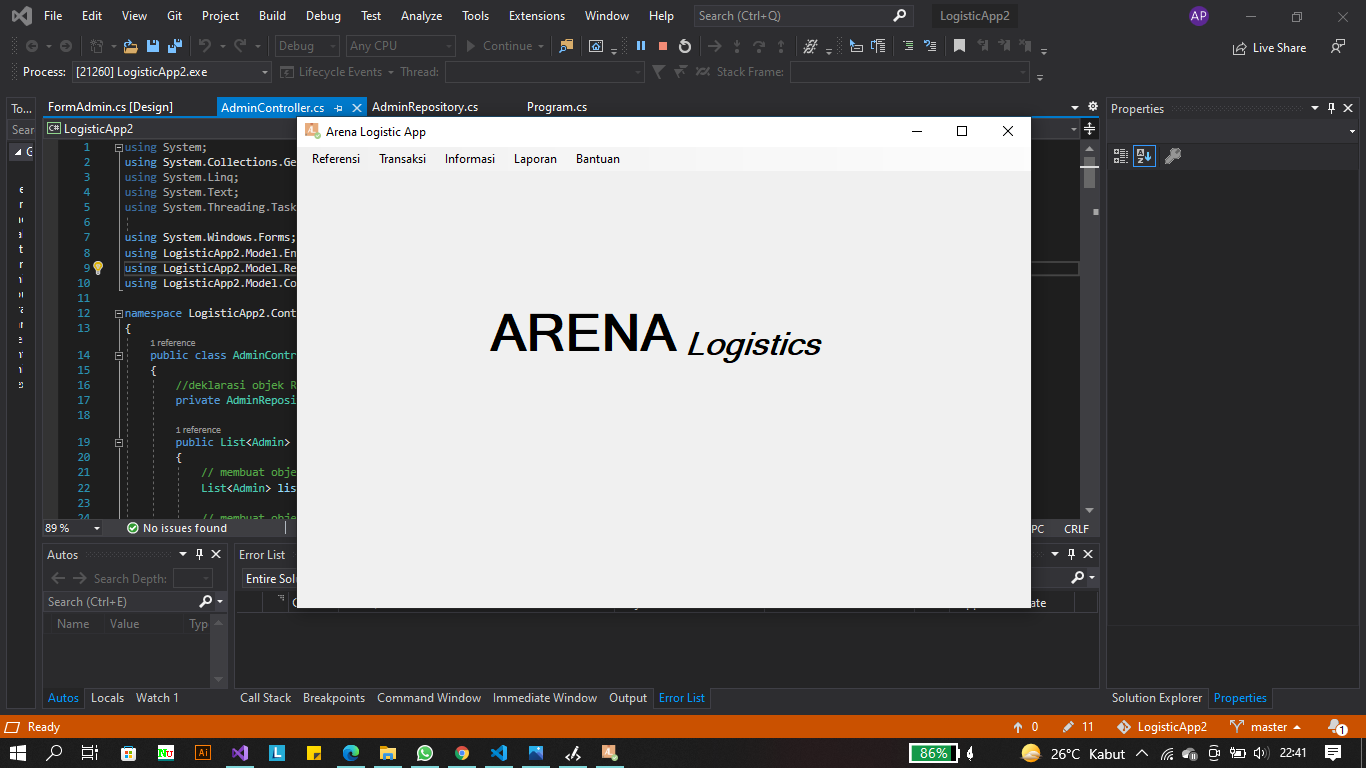 File Edit View Git Project Build Debug Test Analyze Tools Extensions Window Help Search (Ctrl+Q) LogisticApp2 AP
Debug Any CPU Continue Live Share
Process: [21260] LogisticApp2.exe Lifecycle Events Thread: Stack Frame:
To... FormAdmin.cs [Design] AdminController.cs AdminRepository.cs Program.cs Properties
Sear LogisticApp2
Arena Logistic App
Referensi Transaksi Informasi Laporan Bantuan
1 using System;
2 using System.Collections.Ge
3 using System.Linq;
4 using System.Text;
5 using System.Threading.Task
6
7 using System.Windows.Forms;
8 using LogisticApp2.Model.En
9 using LogisticApp2.Model.Re
10 using LogisticApp2.Model.Co
11
12 namespace LogisticApp2.Cont
13 {
1 reference
14 public class AdminContr
15 {
16 //deklarasi objek R
17 private AdminReposi
18
1 reference
19 public List<Admin>
20 {
21 // membuat obje
22 List<Admin> lis
23
24 // membuat obje
ARENA Logistics
89 % No issues found PC CRLF
Autos Error List
Search Depth: Entire Solu
Search (Ctrl+E)
Name Value Typ
Autos Locals Watch 1 Call Stack Breakpoints Command Window Immediate Window Output Error List Solution Explorer Properties
Ready 0 11 LogisticApp2 master 1
86% 26°C Kabut 22:41